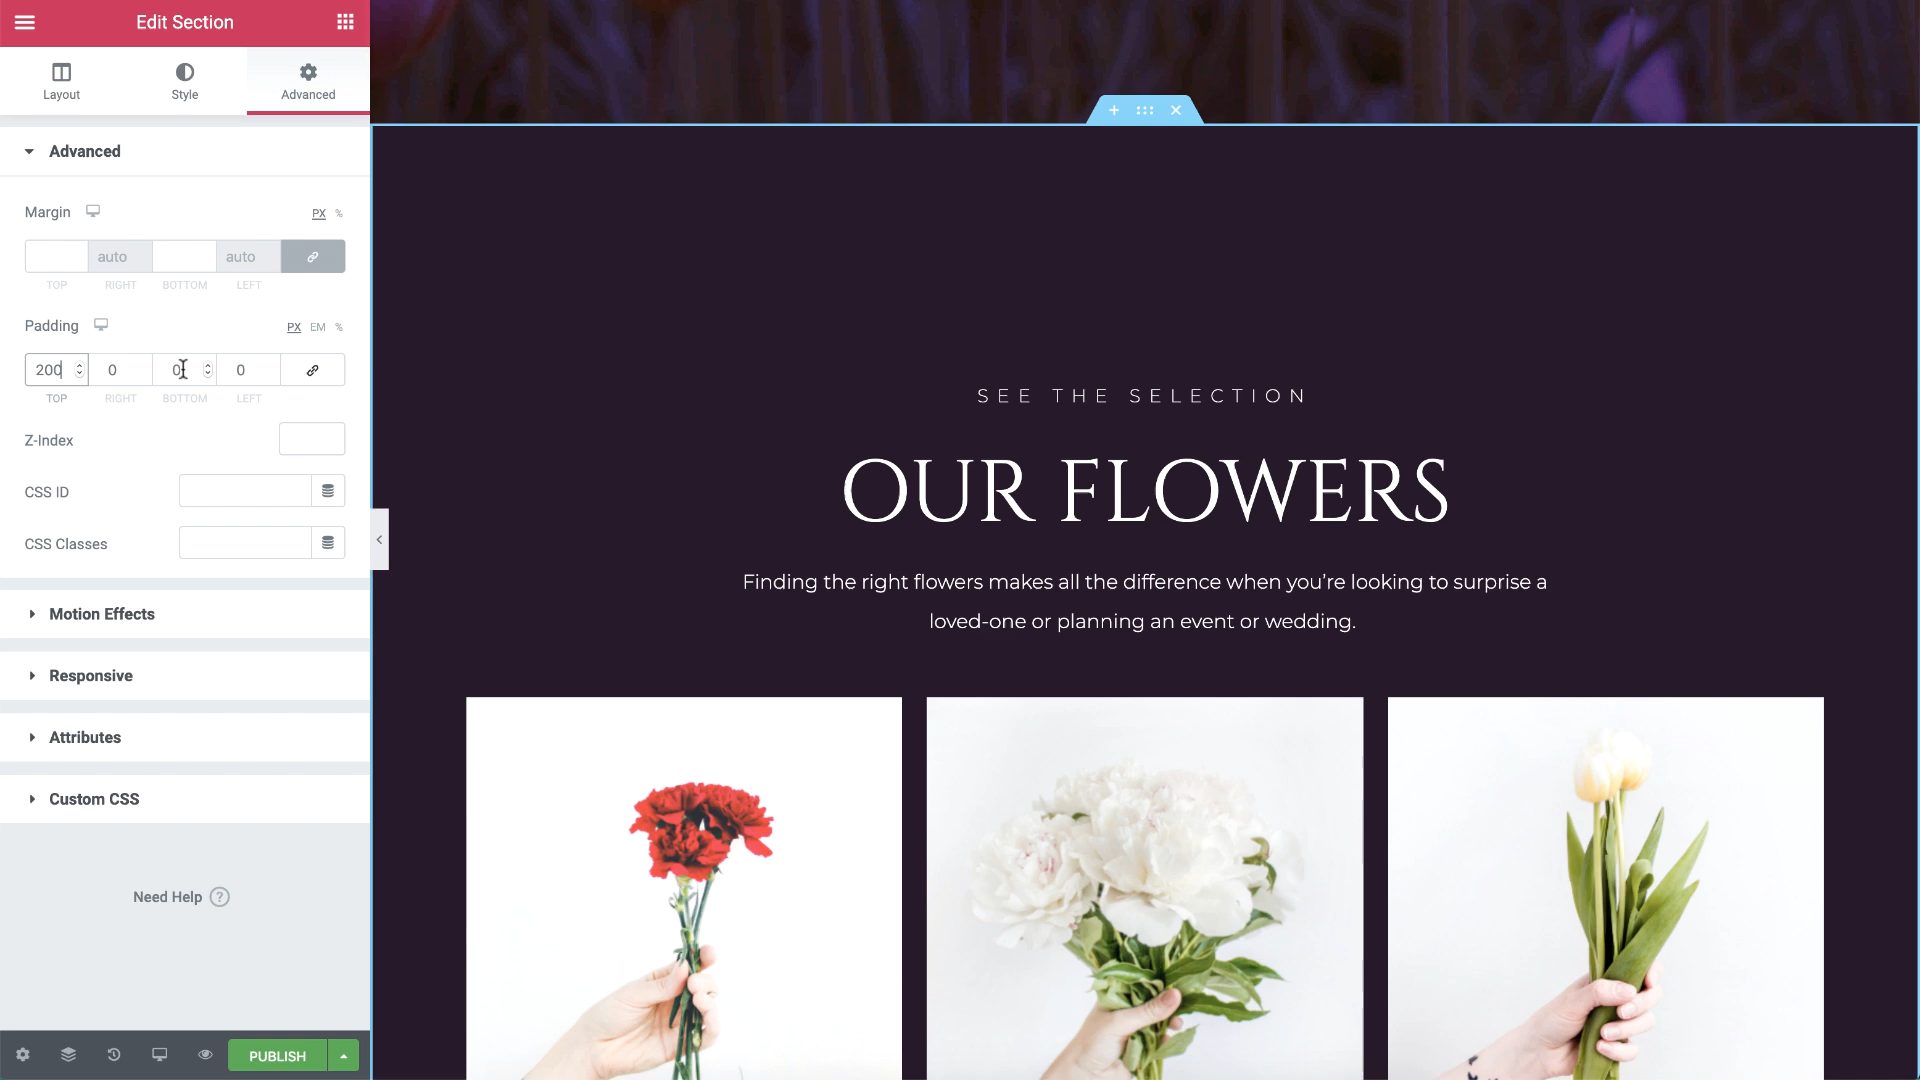 Edit Section
Layout
Style
Advanced
Advanced
Margin
PX %
auto
auto
TOP RIGHT BOTTOM LEFT
Padding
PX EM %
200 0 0 0
TOP RIGHT BOTTOM LEFT
Z-Index
CSS ID
CSS Classes
Motion Effects
Responsive
Attributes
Custom CSS
Need Help ?
PUBLISH
SEE THE SELECTION
OUR FLOWERS
Finding the right flowers makes all the difference when you’re looking to surprise a
loved-one or planning an event or wedding.